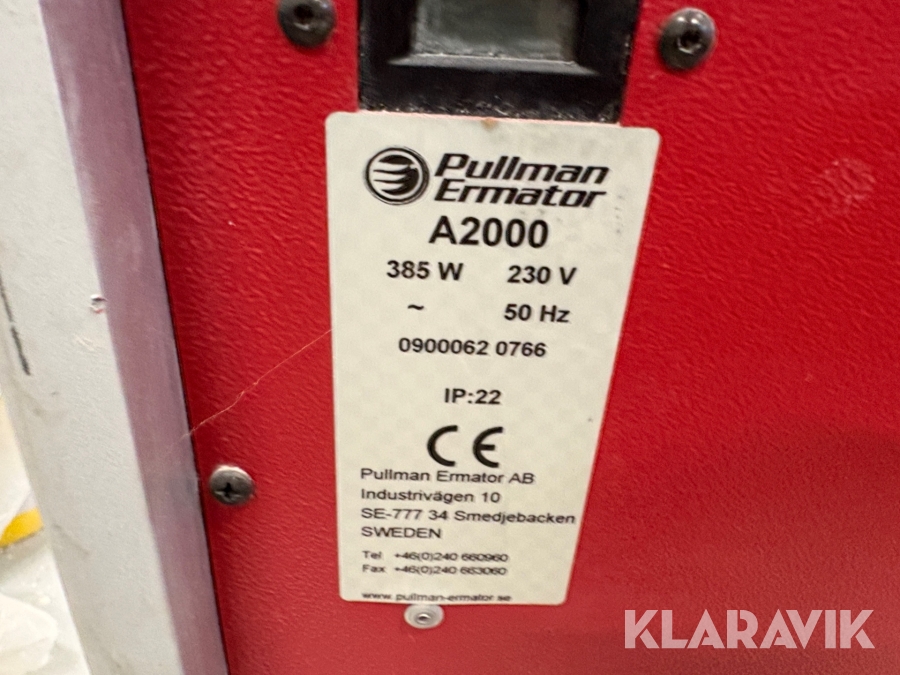 Pullman
Ermator
A2000
385 W 230 V
~ 50 Hz
0900062 0766
IP:22
CE
Pullman Ermator AB
Industrivägen 10
SE-777 34 Smedjebacken
SWEDEN
Tel +46(0)240 660960
Fax +46(0)240 663060
www.pullman-ermator.se
KLARAVIK